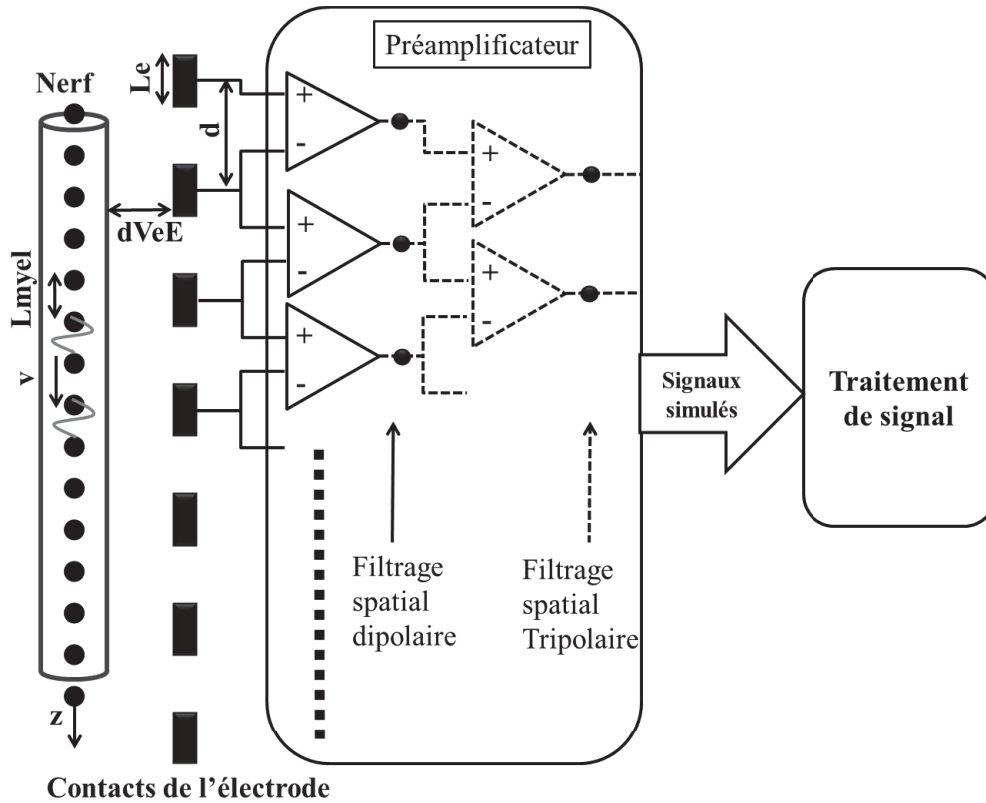 Préamplificateur
Le
Nerf
d
+
-
+
-
dVeE
+
-
+
-
Lmyel
+
-
v
Signaux
simulés
Traitement
de signal
Filtrage
spatial
dipolaire
Filtrage
spatial
Tripolaire
z
Contacts de l’électrode